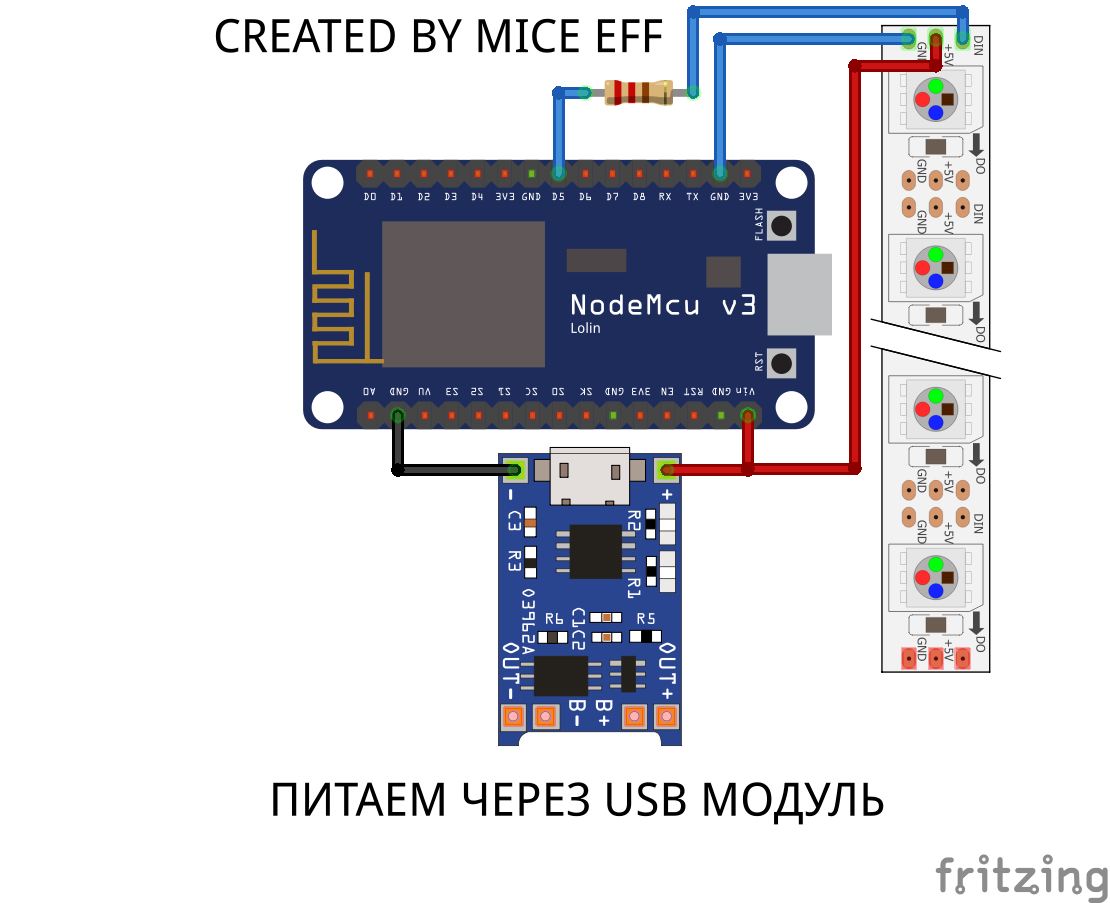 CREATED BY MICE EFF
GND +5V DIN
D0 D1 D2 D3 D4 3V3 GND D5 D6 D7 D8 RX TX GND 3V3
DO
GND +5V
GND +5V DIN
FLASH
NodeMcu v3
Lolin
DO
RST
A0 GND VU S3 S2 S1 SC SO SK GND 3V3 EN RST GND Vin
DO
- +
GND +5V
GND +5V DIN
C3 R2
R3 R1
03962A
R6 C1 C2 R5
DO
GND +5V
OUT- B- B+ OUT+
ПИТАЕМ ЧЕРЕЗ USB МОДУЛЬ
fritzing